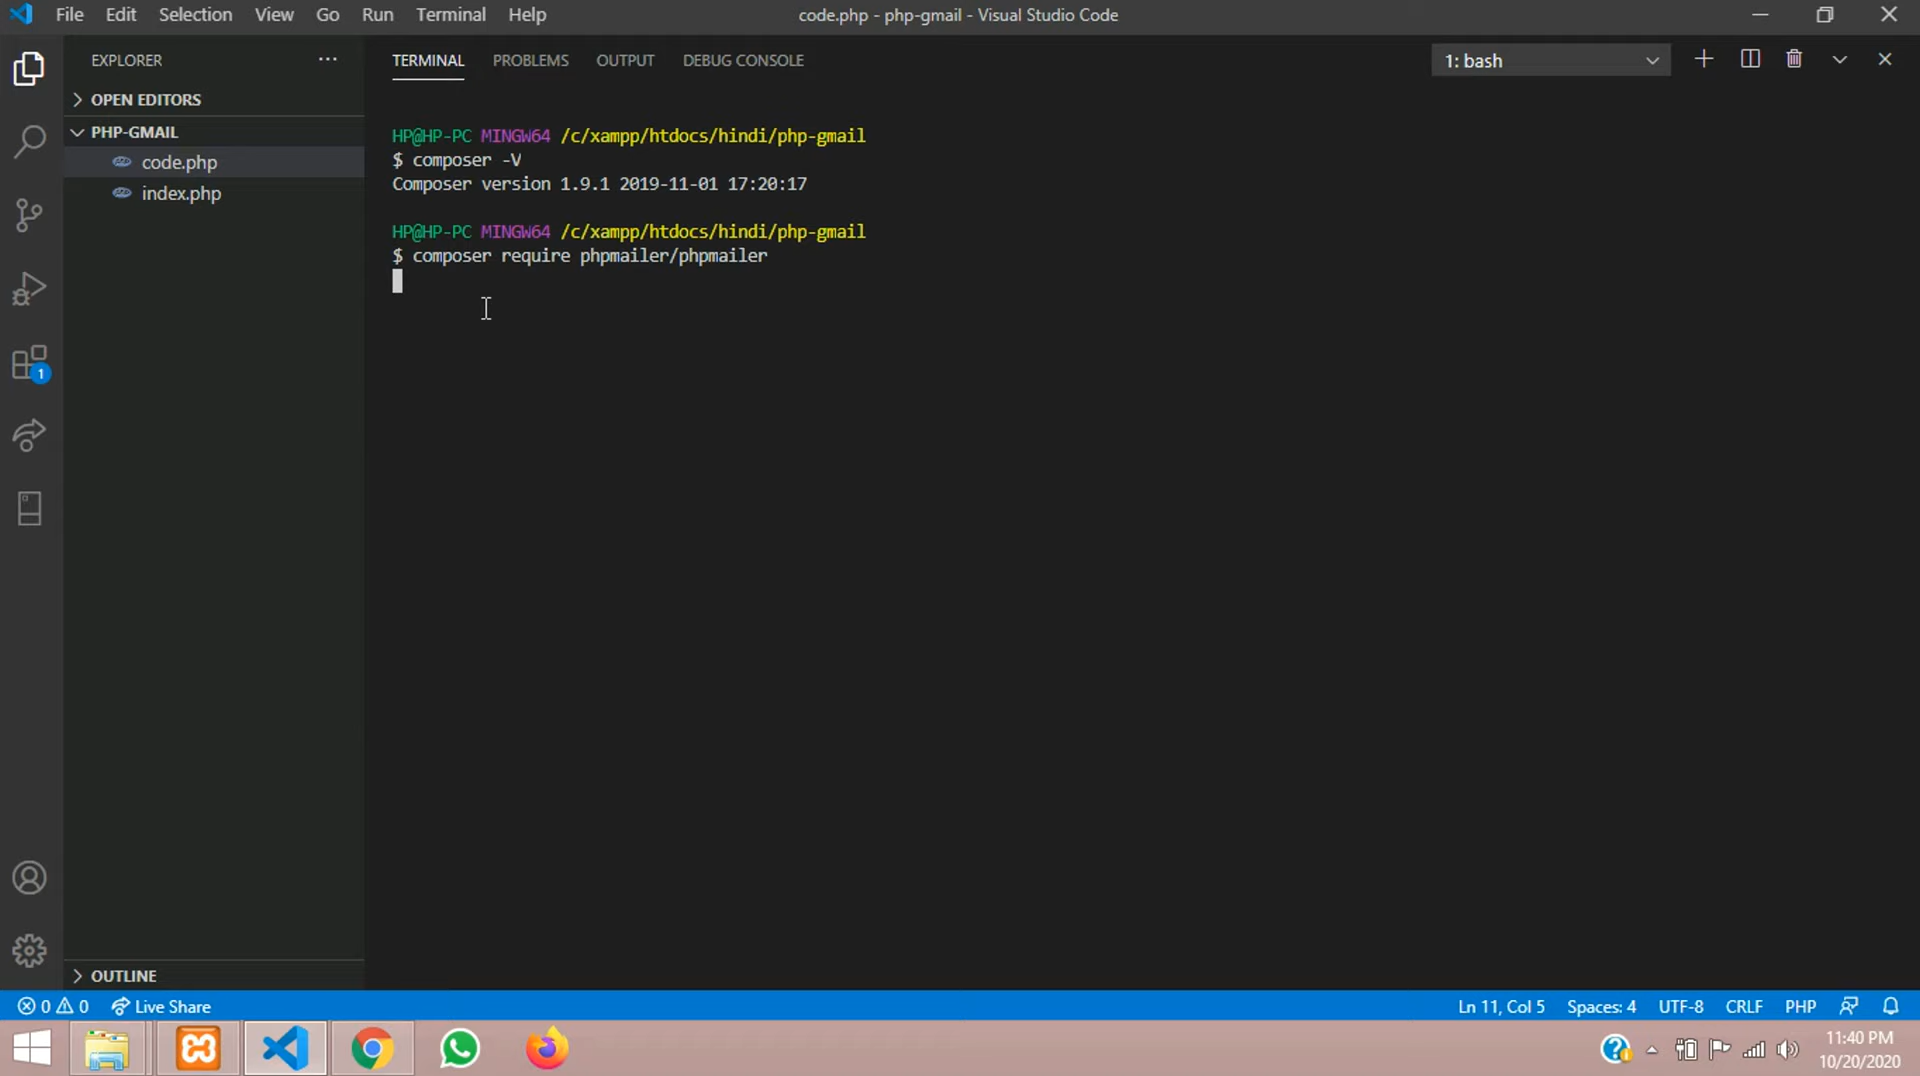 File Edit Selection View Go Run Terminal Help code.php - php-gmail - Visual Studio Code
EXPLORER
TERMINAL PROBLEMS OUTPUT DEBUG CONSOLE 1: bash
OPEN EDITORS
PHP-GMAIL
code.php
index.php
HP@HP-PC MINGW64 /c/xampp/htdocs/hindi/php-gmail
$ composer -V
Composer version 1.9.1 2019-11-01 17:20:17
HP@HP-PC MINGW64 /c/xampp/htdocs/hindi/php-gmail
$ composer require phpmailer/phpmailer
1
OUTLINE
0 0 Live Share Ln 11, Col 5 Spaces: 4 UTF-8 CRLF PHP
11:40 PM
10/20/2020